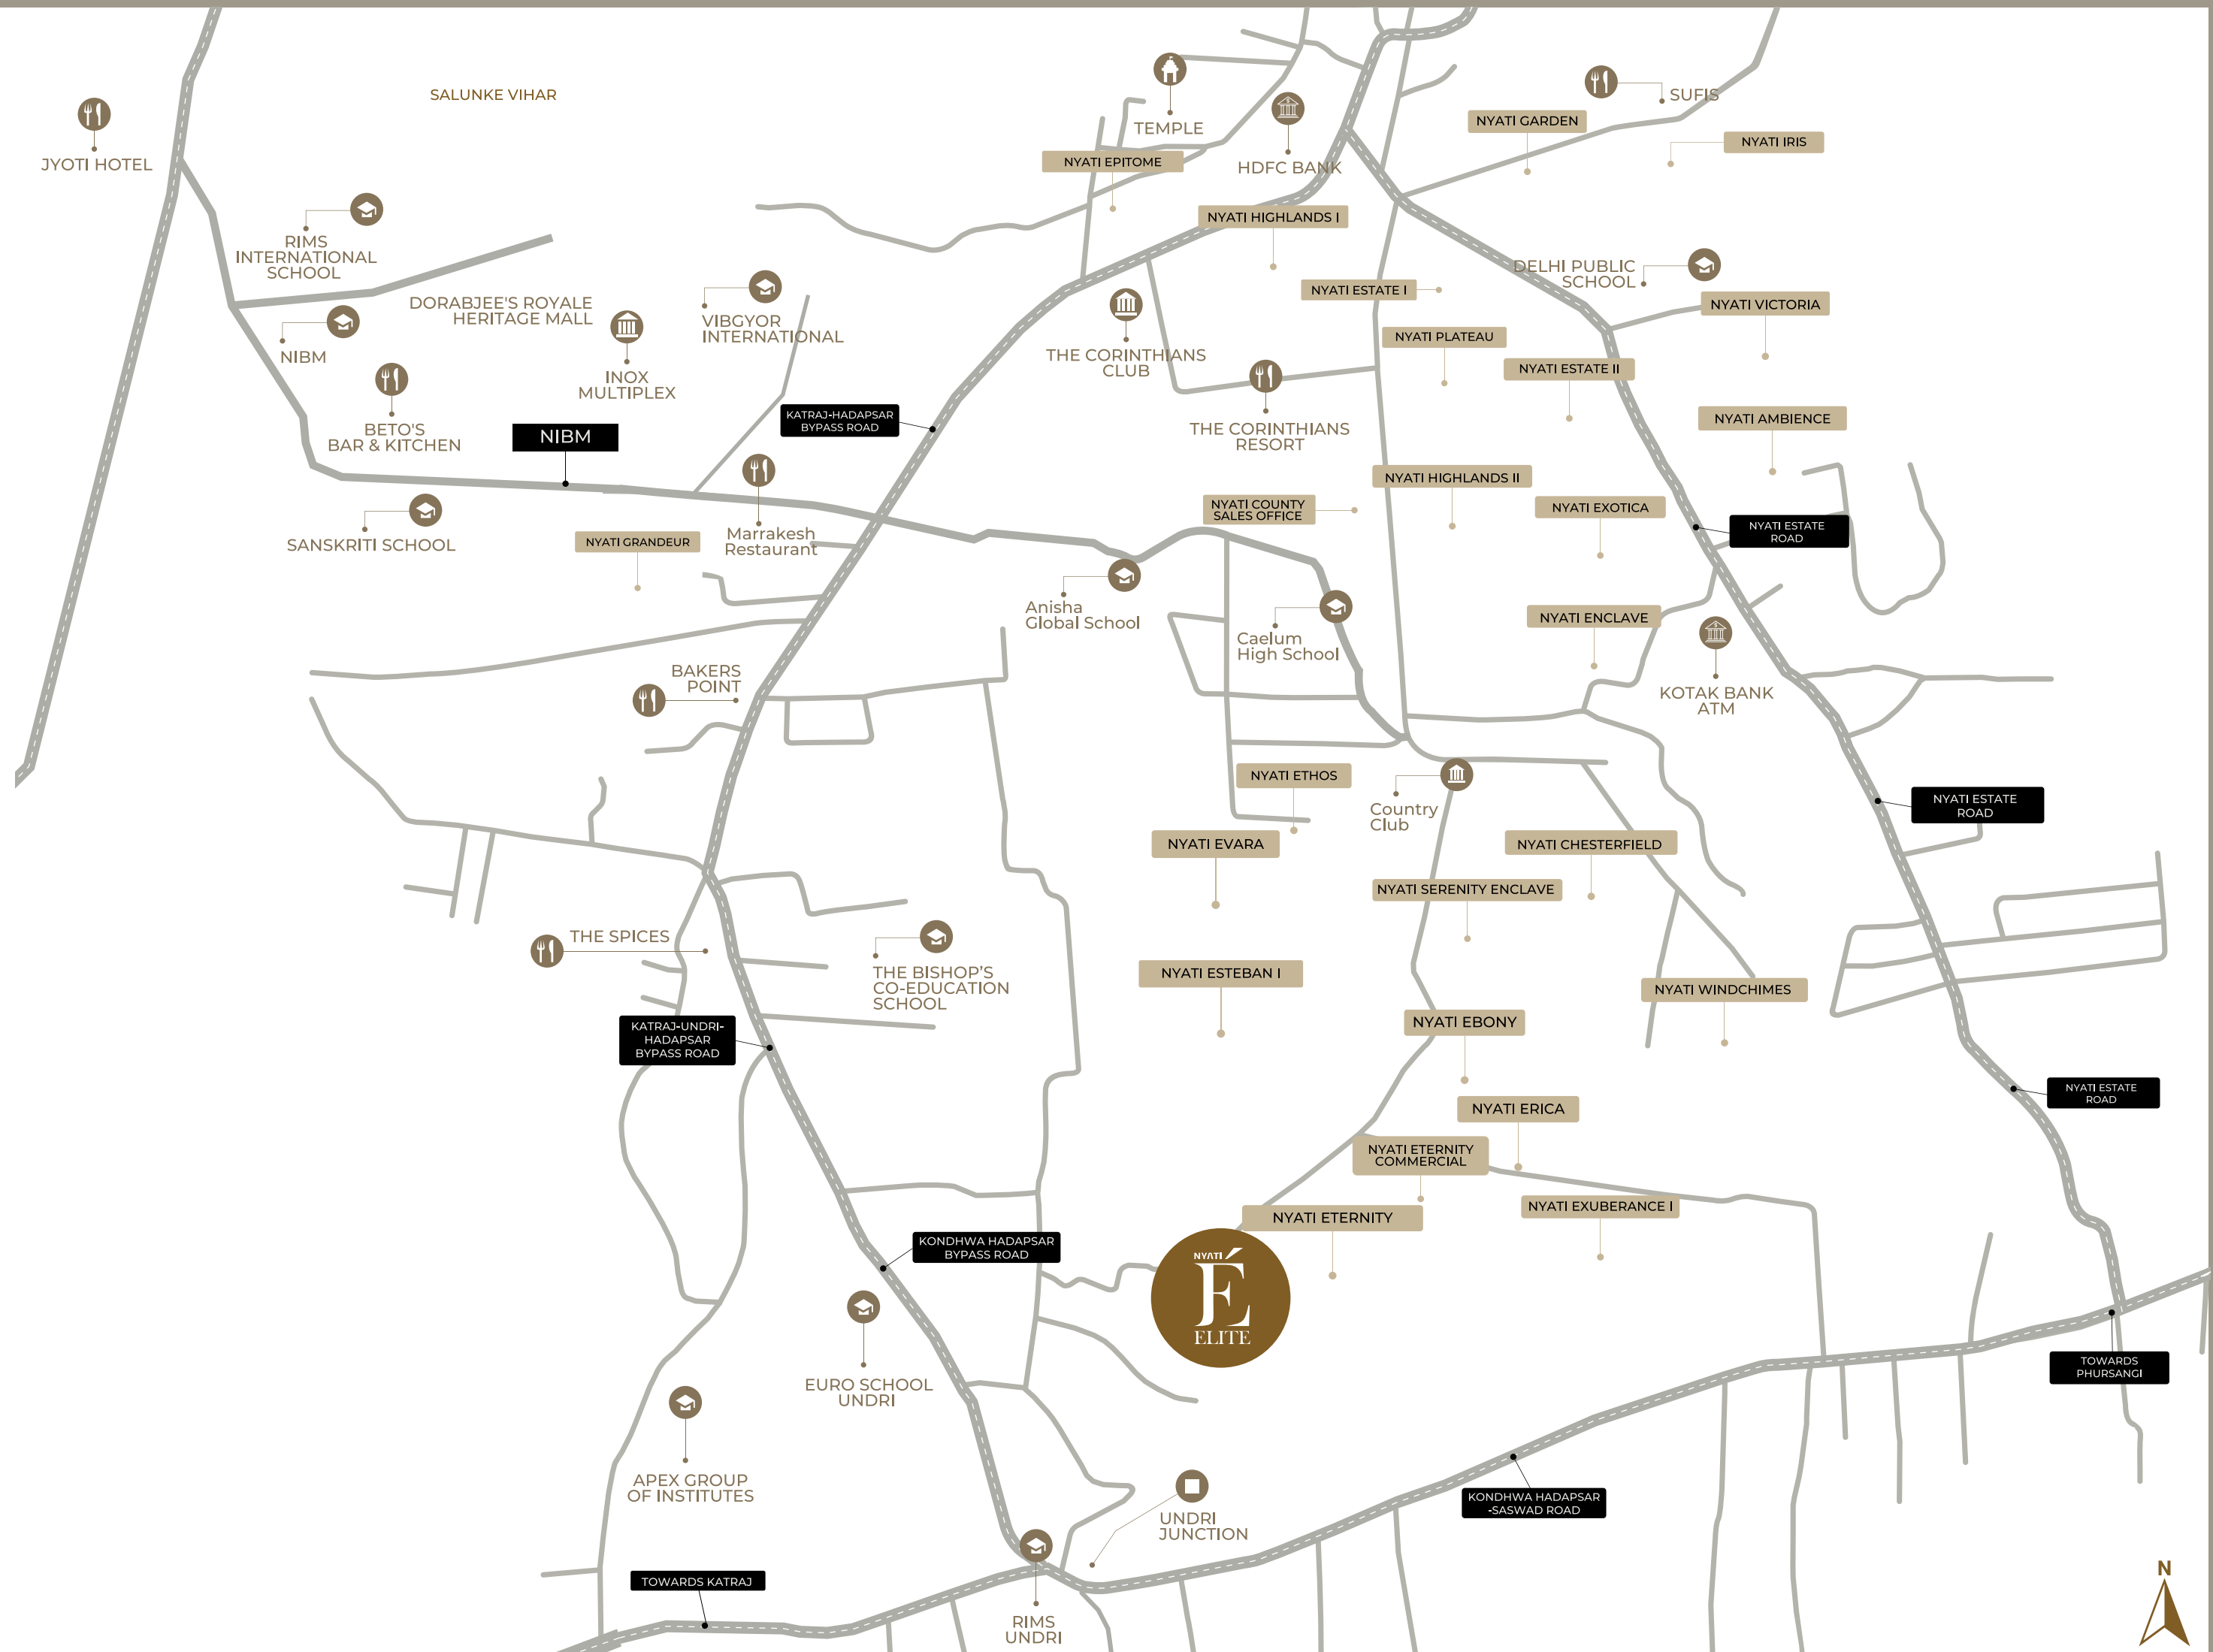 SALUNKE VIHAR
JYOTI HOTEL
TEMPLE
HDFC BANK
SUFIS
NYATI GARDEN
NYATI IRIS
NYATI EPITOME
NYATI HIGHLANDS I
RIMS
INTERNATIONAL
SCHOOL
DORABJEE'S ROYALE
HERITAGE MALL
VIBGYOR
INTERNATIONAL
NIBM
INOX
MULTIPLEX
THE CORINTHIANS
CLUB
NYATI ESTATE I
DELHI PUBLIC
SCHOOL
NYATI VICTORIA
NYATI PLATEAU
NYATI ESTATE II
BETO'S
BAR & KITCHEN
NIBM
KATRAJ-HADAPSAR
BYPASS ROAD
THE CORINTHIANS
RESORT
NYATI AMBIENCE
NYATI HIGHLANDS II
NYATI COUNTY
SALES OFFICE
NYATI EXOTICA
NYATI ESTATE
ROAD
SANSKRITI SCHOOL
NYATI GRANDEUR
Marrakesh
Restaurant
Anisha
Global School
Caelum
High School
NYATI ENCLAVE
BAKERS
POINT
KOTAK BANK
ATM
NYATI ETHOS
Country
Club
NYATI ESTATE
ROAD
NYATI EVARA
NYATI CHESTERFIELD
NYATI SERENITY ENCLAVE
THE SPICES
THE BISHOP'S
CO-EDUCATION
SCHOOL
NYATI ESTEBAN I
NYATI WINDCHIMES
KATRAJ-UNDRI-
HADAPSAR
BYPASS ROAD
NYATI EBONY
NYATI ESTATE
ROAD
NYATI ERICA
NYATI ETERNITY
COMMERCIAL
NYATI ETERNITY
NYATI EXUBERANCE I
KONDHWA HADAPSAR
BYPASS ROAD
NYATI
É
ELITE
EURO SCHOOL
UNDRI
TOWARDS
PHURSANGI
APEX GROUP
OF INSTITUTES
UNDRI
JUNCTION
KONDHWA HADAPSAR
-SASWAD ROAD
TOWARDS KATRAJ
RIMS
UNDRI
N